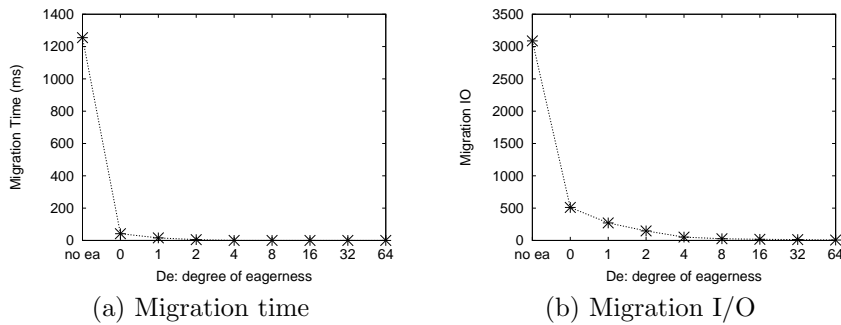 1400
1200
1000
800
600
400
200
0
Migration Time (ms)
no ea 0 1 2 4 8 16 32 64
De: degree of eagerness
(a) Migration time
3500
3000
2500
2000
1500
1000
500
0
Migration IO
no ea 0 1 2 4 8 16 32 64
De: degree of eagerness
(b) Migration I/O